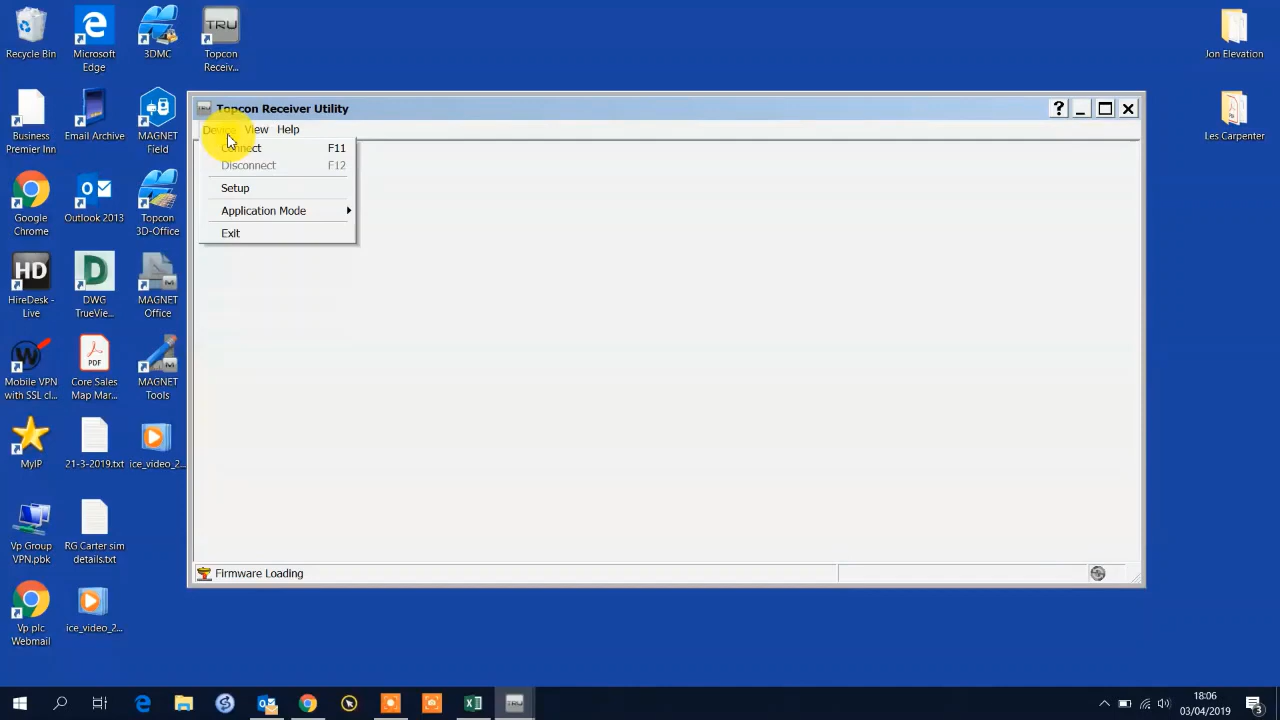 Recycle Bin
Microsoft
Edge
3DMC
TRU
Topcon
Receiv...
Business
Premier Inn
Email Archive
MAGNET
Field
Google
Chrome
Outlook 2013
Topcon
3D-Office
HD
HireDesk -
Live
DWG
TrueVie...
MAGNET
Office
Mobile VPN
with SSL cl...
PDF
Core Sales
Map Mar...
MAGNET
Tools
MyIP
21-3-2019.txt
ice_video_2...
Vp Group
VPN.pbk
RG Carter sim
details.txt
Vp plc
Webmail
ice_video_2...
Jon Elevation
Les Carpenter
Topcon Receiver Utility
Device View Help
Connect F11
Disconnect F12
Setup
Application Mode
Exit
Firmware Loading
TRU
18:06
03/04/2019
3